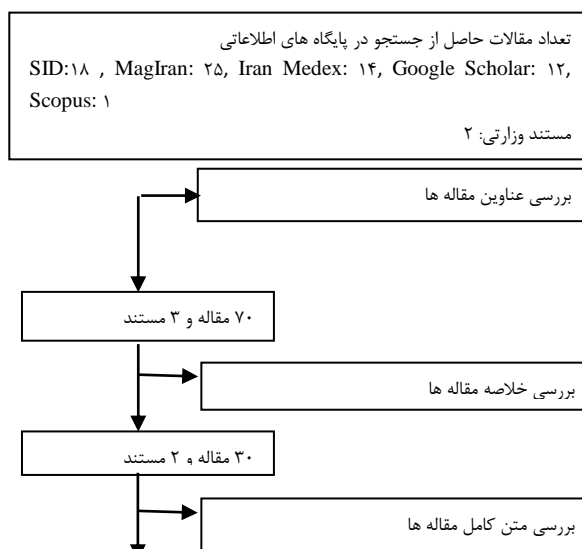 تعداد مقالات حاصل از جستجو در پایگاه های اطلاعاتی
SID:۱۸ , MagIran: ۲۵, Iran Medex: ۱۴, Google Scholar: ۱۲,
Scopus: ۱
مستند وزارتی: ۲
بررسی عناوین مقاله ها
۷۰ مقاله و ۳ مستند
بررسی خلاصه مقاله ها
۳۰ مقاله و ۲ مستند
بررسی متن کامل مقاله ها